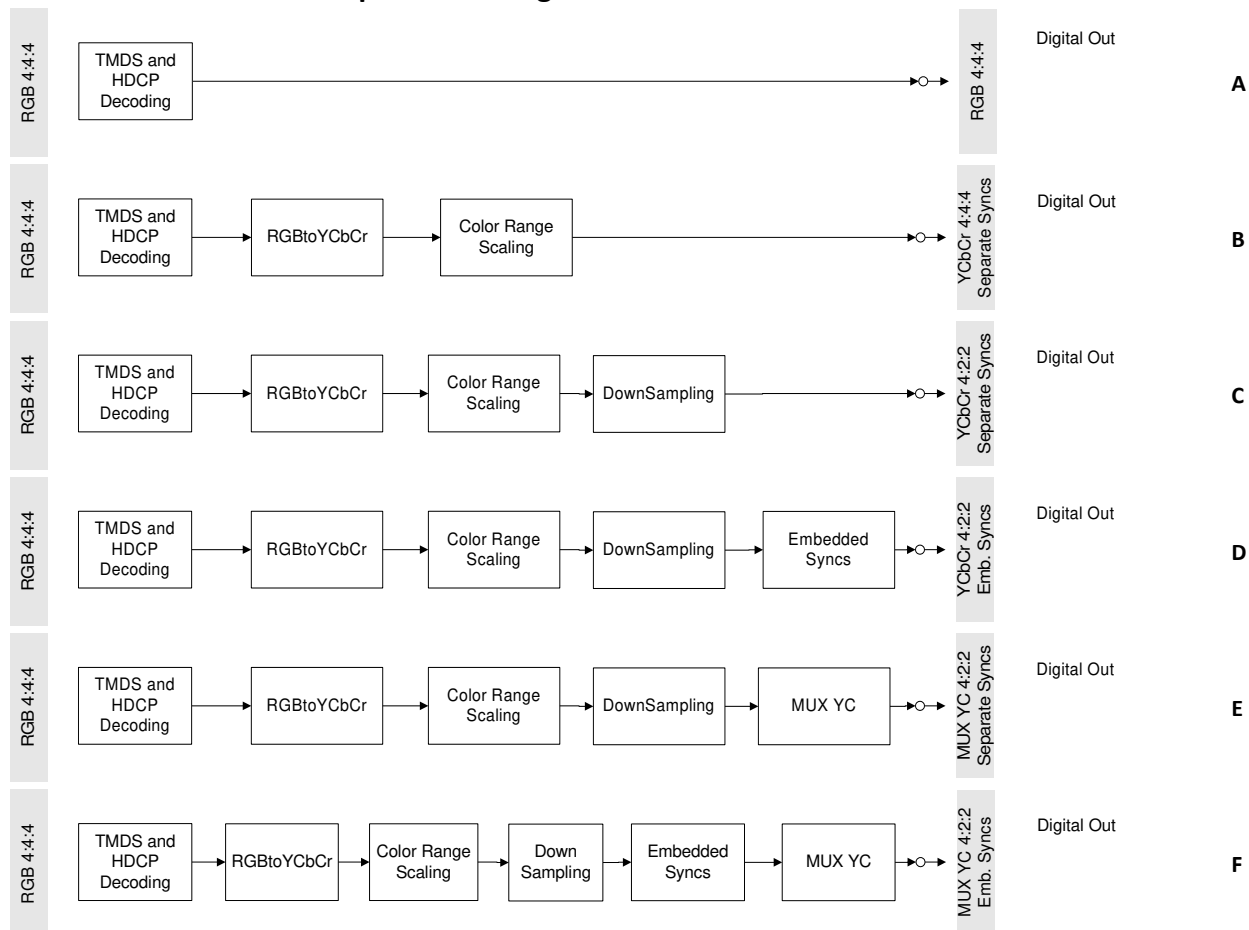 RGB 4:4:4
TMDS and
HDCP
Decoding
RGB 4:4:4
Digital Out
A
RGB 4:4:4
TMDS and
HDCP
Decoding
RGBtoYCbCr
Color Range
Scaling
YCbCr 4:4:4
Separate Syncs
Digital Out
B
RGB 4:4:4
TMDS and
HDCP
Decoding
RGBtoYCbCr
Color Range
Scaling
DownSampling
YCbCr 4:2:2
Separate Syncs
Digital Out
C
RGB 4:4:4
TMDS and
HDCP
Decoding
RGBtoYCbCr
Color Range
Scaling
DownSampling
Embedded
Syncs
YCbCr 4:2:2
Emb. Syncs
Digital Out
D
RGB 4:4:4
TMDS and
HDCP
Decoding
RGBtoYCbCr
Color Range
Scaling
DownSampling
MUX YC
MUX YC 4:2:2
Separate Syncs
Digital Out
E
RGB 4:4:4
TMDS and
HDCP
Decoding
RGBtoYCbCr
Color Range
Scaling
Down
Sampling
Embedded
Syncs
MUX YC
MUX YC 4:2:2
Emb. Syncs
Digital Out
F